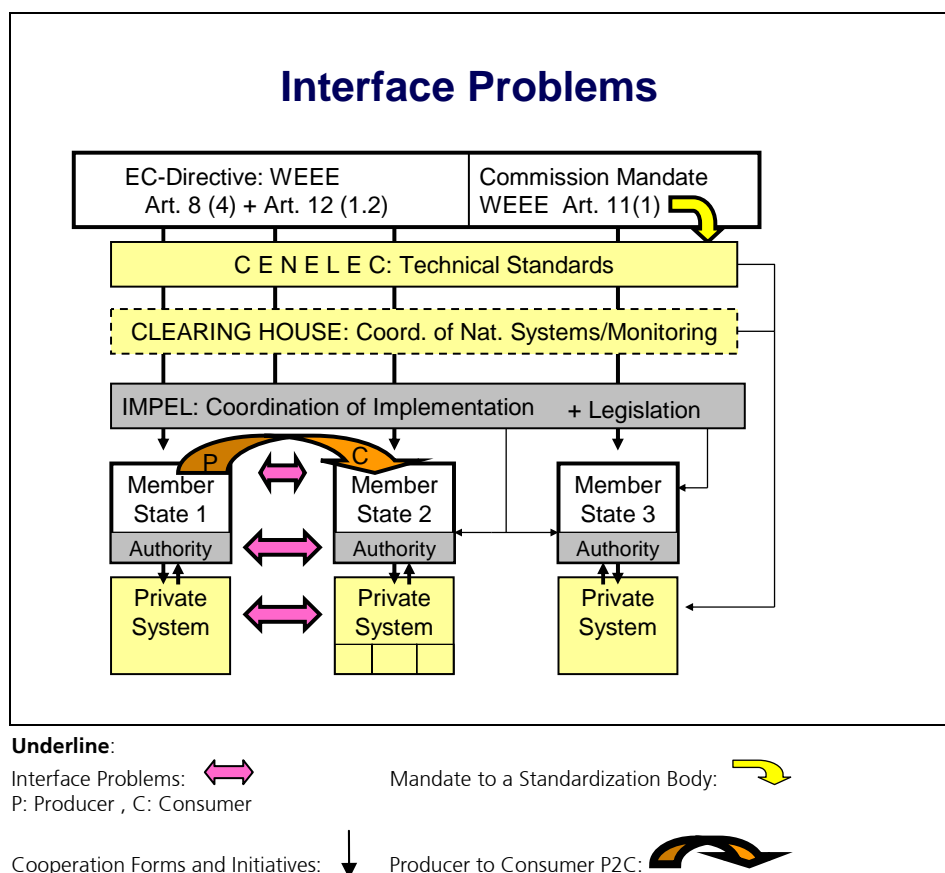 Interface Problems
EC-Directive: WEEE
Art. 8 (4) + Art. 12 (1.2)
Commission Mandate
WEEE Art. 11(1)
C E N E L E C: Technical Standards
CLEARING HOUSE: Coord. of Nat. Systems/Monitoring
IMPEL: Coordination of Implementation + Legislation
P
C
Member
State 1
Authority
Member
State 2
Authority
Member
State 3
Authority
Private
System
Private
System
Private
System
Underline:
Interface Problems:
Mandate to a Standardization Body:
P: Producer , C: Consumer
Cooperation Forms and Initiatives:
Producer to Consumer P2C: